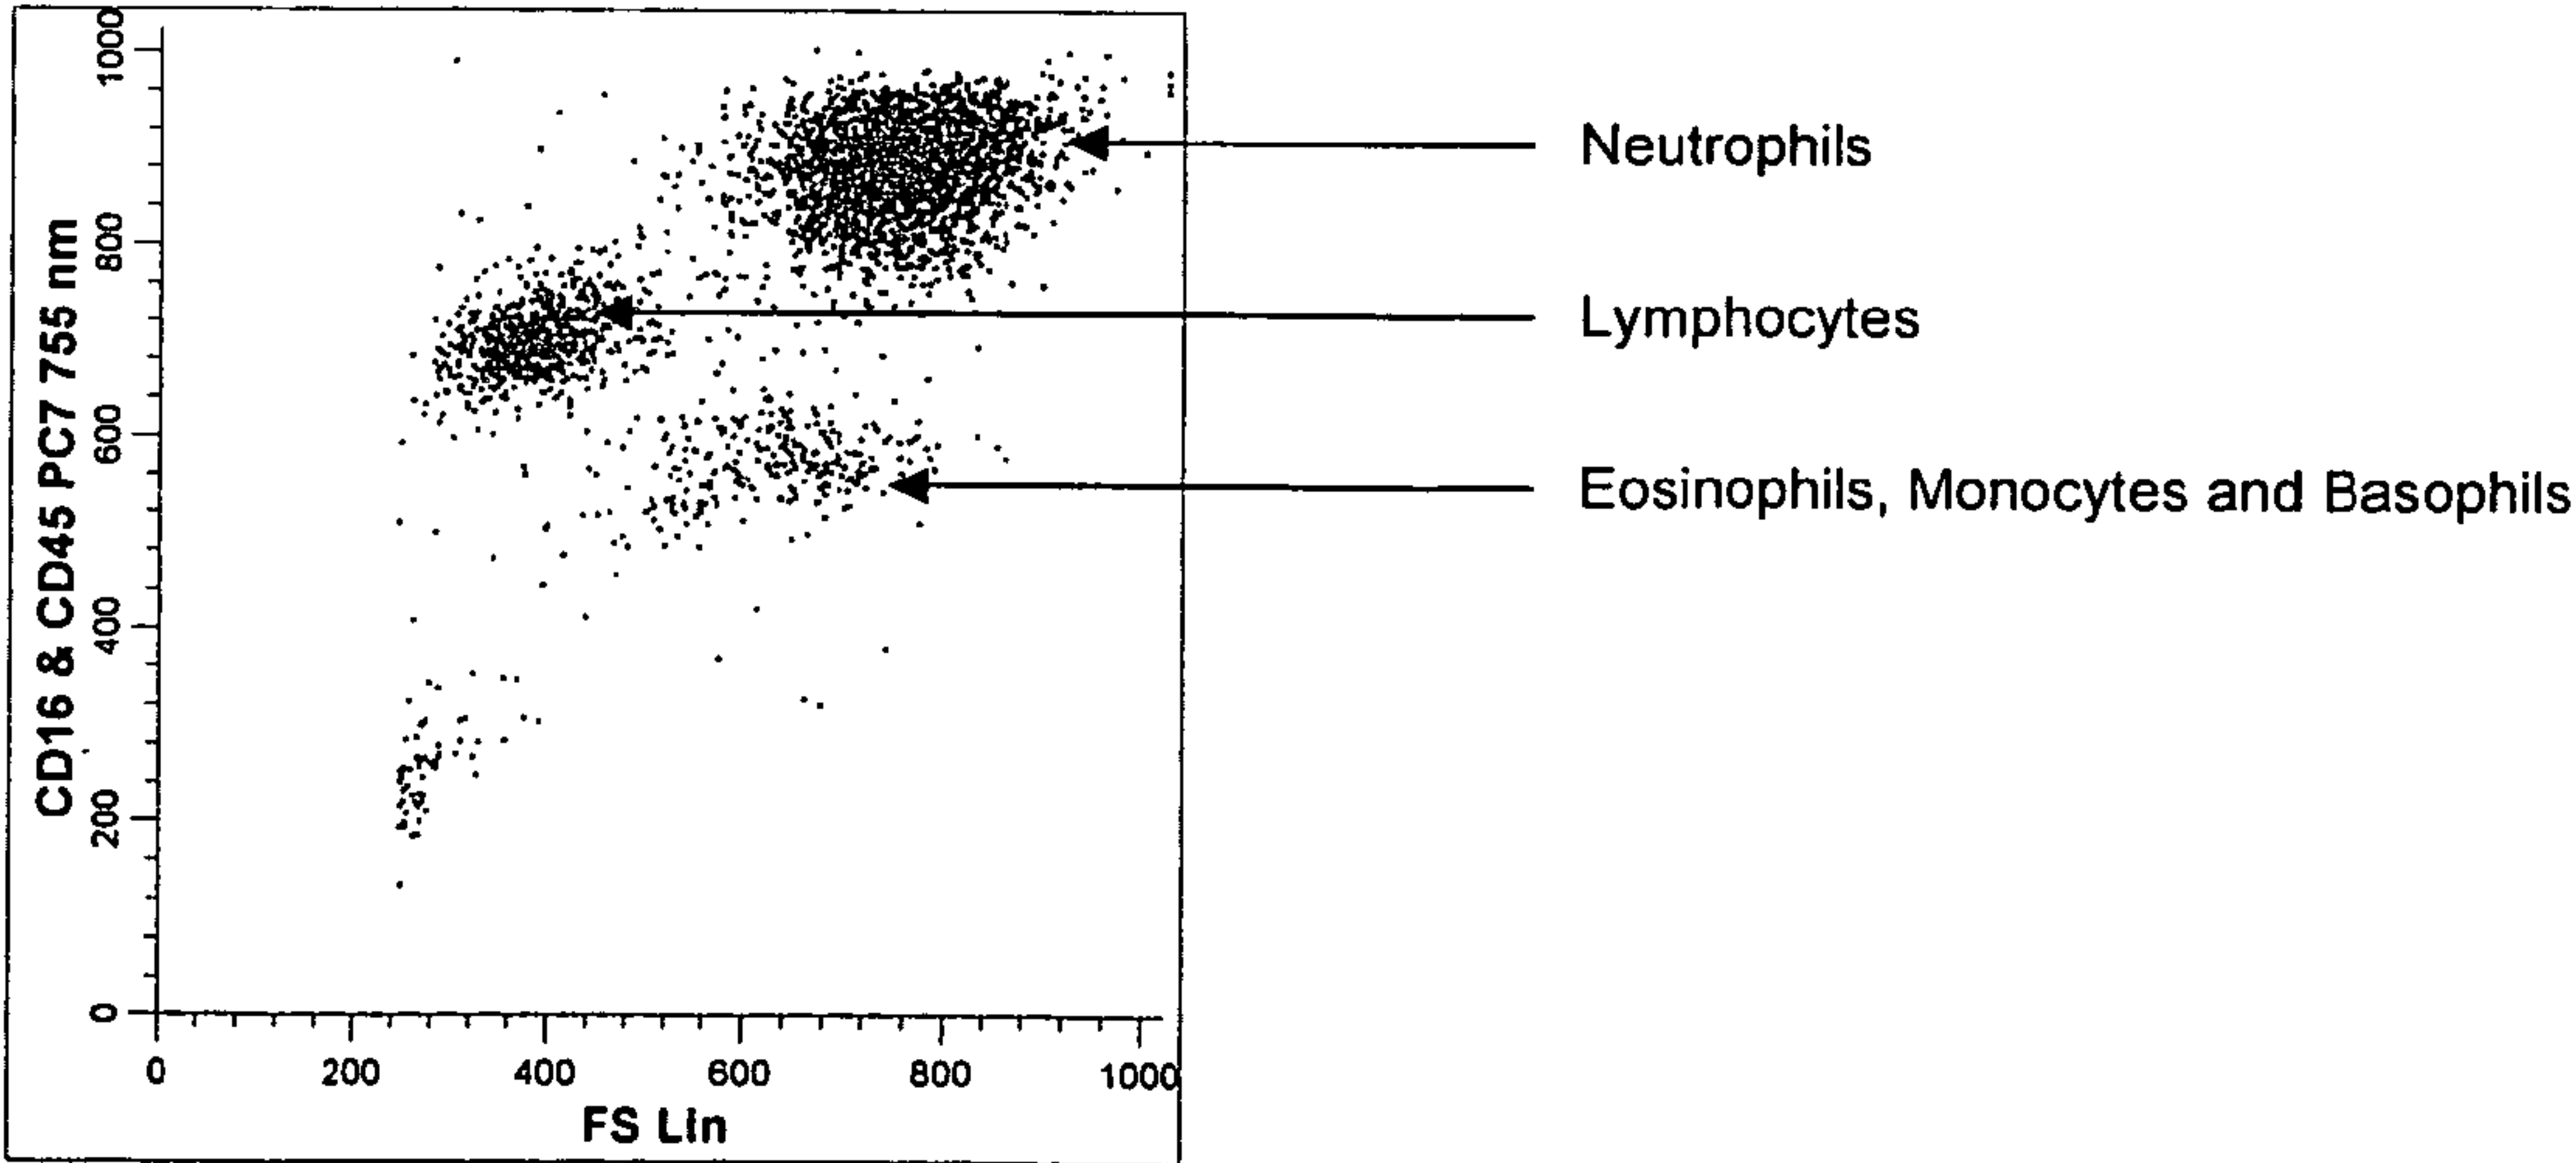 CD16 & CD45 PC7 755 nm
1000
800
600
400
200
0
0 200 400 600 800 1000
FS Lin
Neutrophils
Lymphocytes
Eosinophils, Monocytes and Basophils